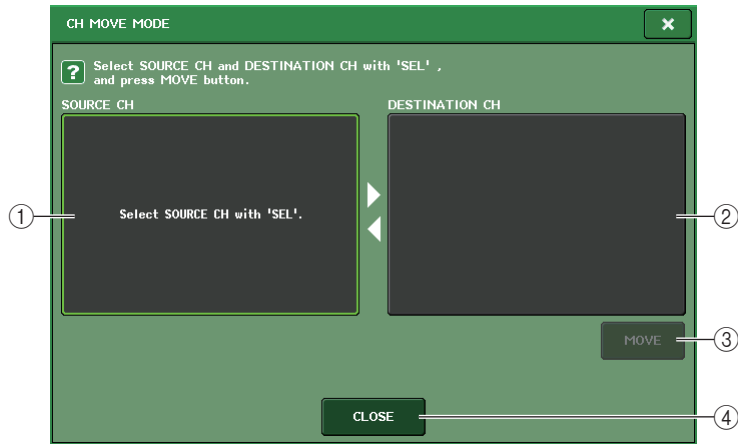 CH MOVE MODE
×
? Select SOURCE CH and DESTINATION CH with 'SEL' ,
and press MOVE button.
SOURCE CH
DESTINATION CH
① Select SOURCE CH with 'SEL'.
②
MOVE ③
CLOSE ④